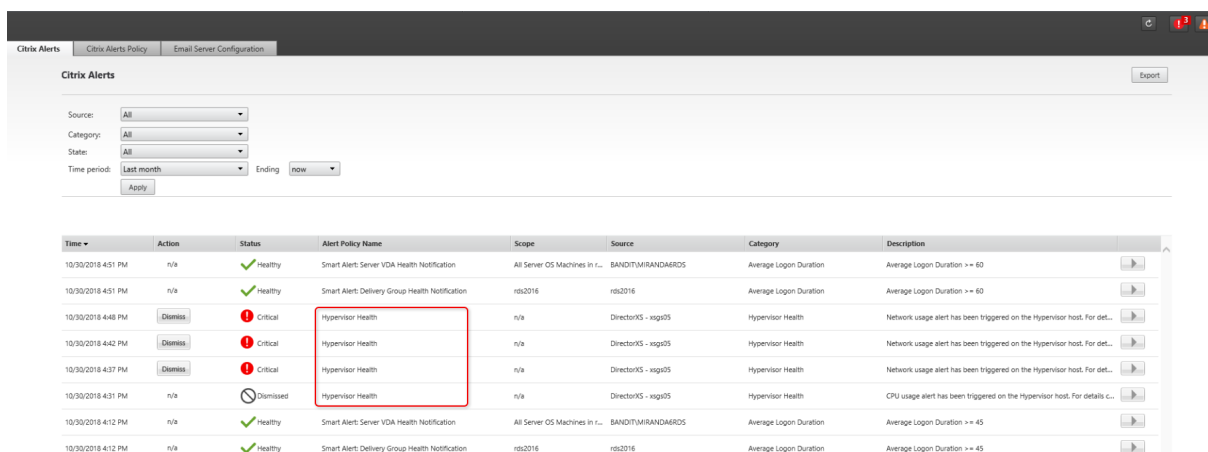 3
Citrix Alerts Citrix Alerts Policy Email Server Configuration
Citrix Alerts Export
Source: All
Category: All
State: All
Time period: Last month Ending now
Apply
Time Action Status Alert Policy Name Scope Source Category Description
10/30/2018 4:51 PM n/a Healthy Smart Alert: Server VDA Health Notification All Server OS Machines in r... BANDIT\MIRANDA6RDS Average Logon Duration Average Logon Duration >= 60
10/30/2018 4:51 PM n/a Healthy Smart Alert: Delivery Group Health Notification rds2016 rds2016 Average Logon Duration Average Logon Duration >= 60
10/30/2018 4:48 PM Dismiss Critical Hypervisor Health n/a DirectorXS - xsgs05 Hypervisor Health Network usage alert has been triggered on the Hypervisor host. For det...
10/30/2018 4:42 PM Dismiss Critical Hypervisor Health n/a DirectorXS - xsgs05 Hypervisor Health Network usage alert has been triggered on the Hypervisor host. For det...
10/30/2018 4:37 PM Dismiss Critical Hypervisor Health n/a DirectorXS - xsgs05 Hypervisor Health Network usage alert has been triggered on the Hypervisor host. For det...
10/30/2018 4:31 PM n/a Dismissed Hypervisor Health n/a DirectorXS - xsgs05 Hypervisor Health CPU usage alert has been triggered on the Hypervisor host. For details c...
10/30/2018 4:12 PM n/a Healthy Smart Alert: Server VDA Health Notification All Server OS Machines in r... BANDIT\MIRANDA6RDS Average Logon Duration Average Logon Duration >= 45
10/30/2018 4:12 PM n/a Healthy Smart Alert: Delivery Group Health Notification rds2016 rds2016 Average Logon Duration Average Logon Duration >= 45